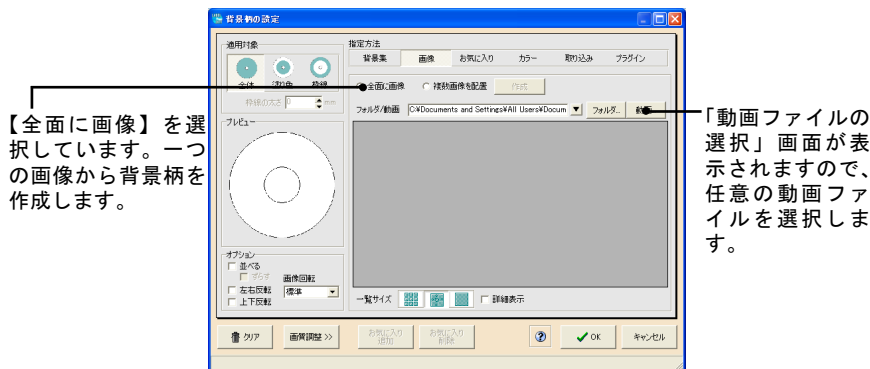 背景柄の設定
適用対象
全体
塗り色
枠線
枠線の太さ 0 mm
プレビュー
オプション
並べる
ずらす
左右反転
上下反転
画像回転
標準
指定方法
背景集 画像 お気に入り カラー 取り込み プラグイン
全面に画像 複数画像を配置 作成
フォルダ/動画 C:¥Documents and Settings¥All Users¥Docum フォルダ... 動画
一覧サイズ 詳細表示
クリア 画質調整 >>
お気に入り
追加
お気に入り
削除
? OK キャンセル
【全面に画像】を選
択しています。一つ
の画像から背景柄を
作成します。
「動画ファイルの
選択」画面が表
示されますので、
任意の動画ファ
イルを選択しま
す。